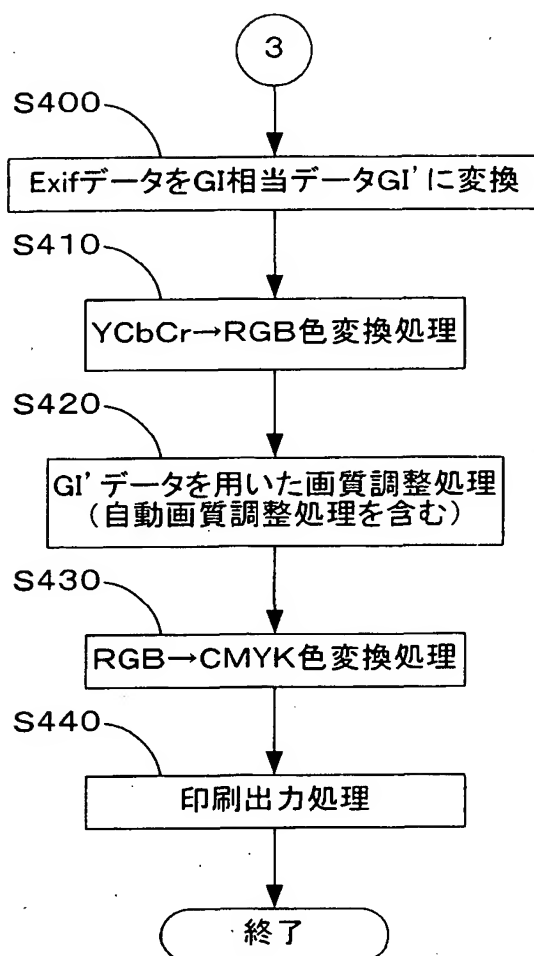 3
S400
ExifデータをGI相当データGI'に変換
S410
YCbCr→RGB色変換処理
S420
GI'データを用いた画質調整処理
(自動画質調整処理を含む)
S430
RGB→CMYK色変換処理
S440
印刷出力処理
終了